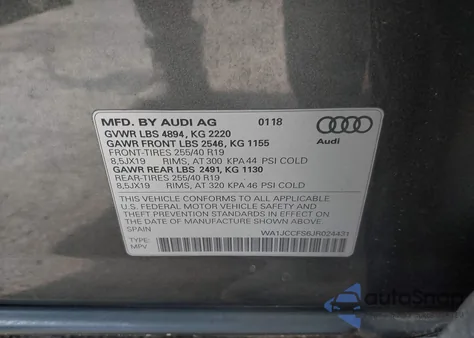 MFD. BY AUDI AG 0118
GVWR LBS 4894, KG 2220
GAWR FRONT LBS 2546, KG 1155
FRONT-TIRES 255/40 R19
8,5JX19 RIMS, AT 300 KPA 44 PSI COLD
GAWR REAR LBS 2491, KG 1130
REAR-TIRES 255/40 R19
8,5JX19 RIMS, AT 320 KPA 46 PSI COLD
THIS VEHICLE CONFORMS TO ALL APPLICABLE
U.S. FEDERAL MOTOR VEHICLE SAFETY AND
THEFT PREVENTION STANDARDS IN EFFECT ON
THE DATE OF MANUFACTURE SHOWN ABOVE.
SPAIN
TYPE:
MPV
WA1JCCFS6JR024431
Audi
autoSnap